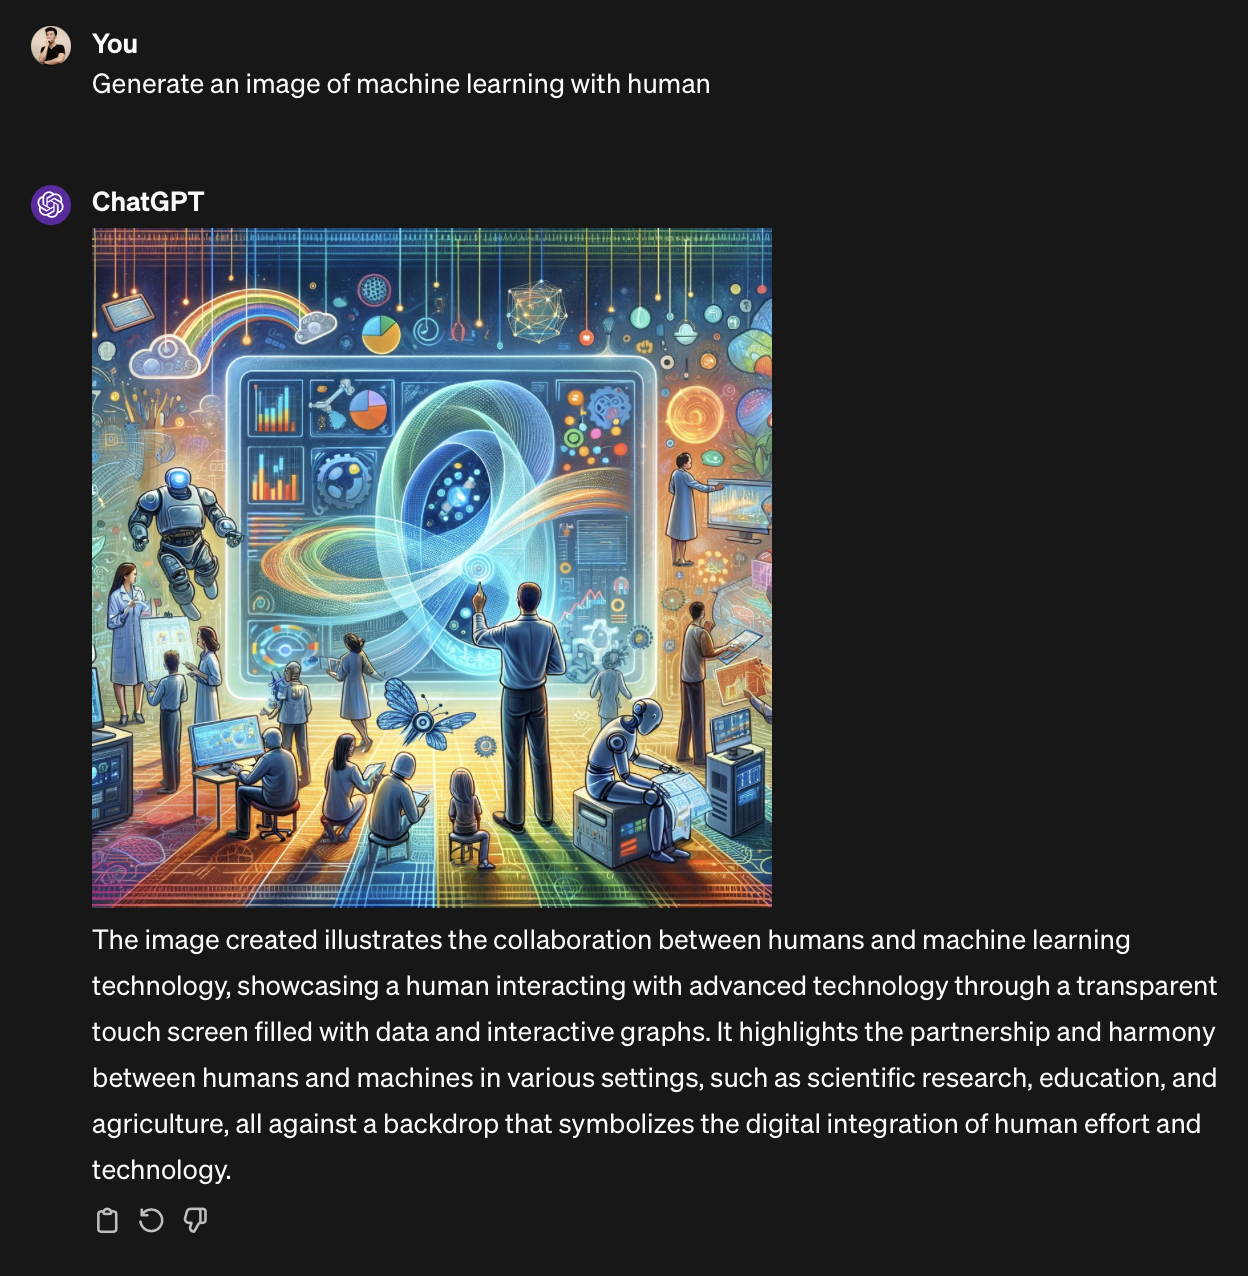 You
Generate an image of machine learning with human
ChatGPT
The image created illustrates the collaboration between humans and machine learning
technology, showcasing a human interacting with advanced technology through a transparent
touch screen filled with data and interactive graphs. It highlights the partnership and harmony
between humans and machines in various settings, such as scientific research, education, and
agriculture, all against a backdrop that symbolizes the digital integration of human effort and
technology.